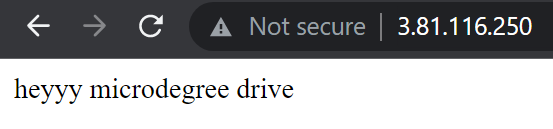 Not secure | 3.81.116.250
heyyy microdegree drive